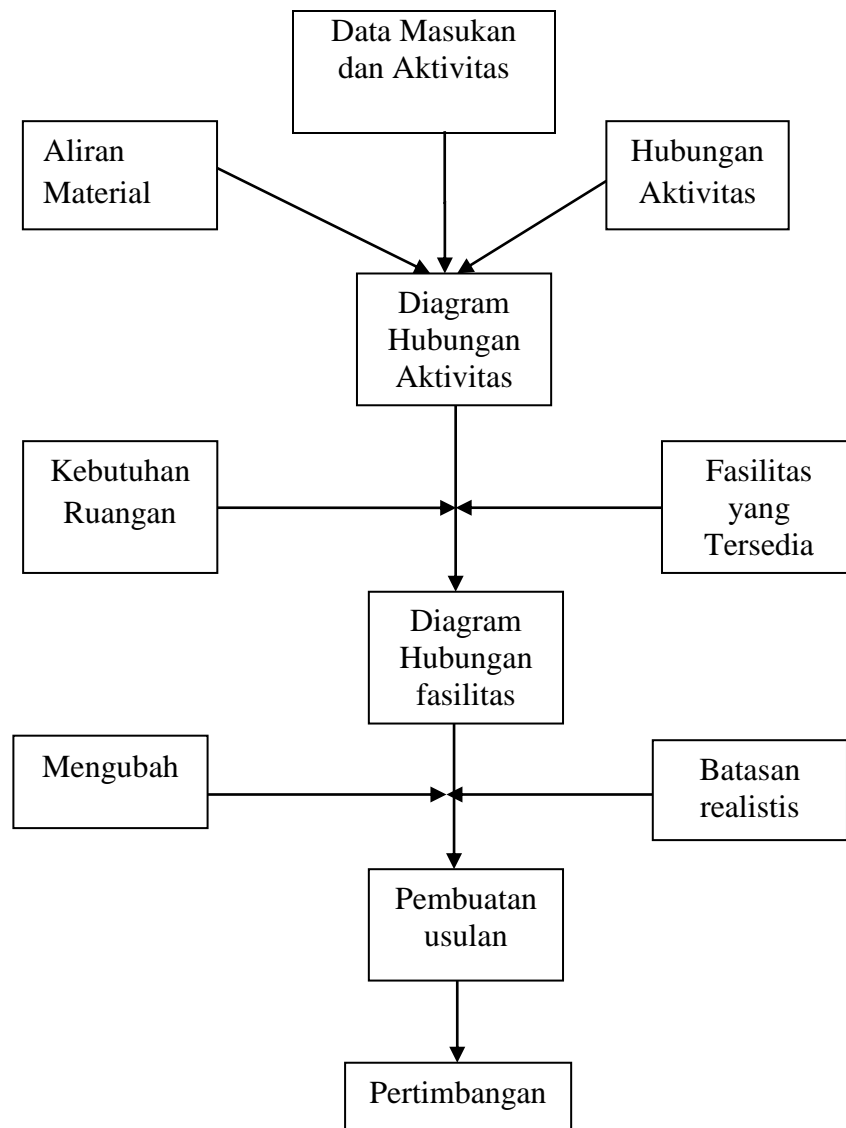 Data Masukan
dan Aktivitas
Aliran
Material
Hubungan
Aktivitas
Diagram
Hubungan
Aktivitas
Kebutuhan
Ruangan
Fasilitas
yang
Tersedia
Diagram
Hubungan
fasilitas
Mengubah
Batasan
realistis
Pembuatan
usulan
Pertimbangan